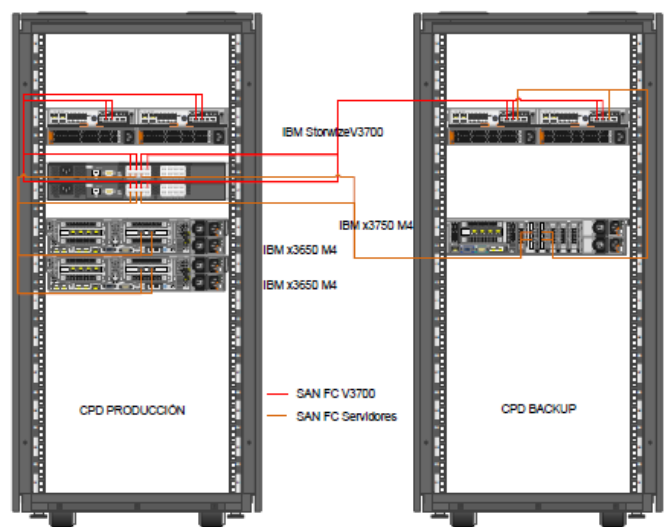 IBM StorwizeV3700
IBM x3750 M4
IBM x3650 M4
IBM x3650 M4
SAN FC V3700
SAN FC Servidores
CPD PRODUCCIÓN
CPD BACKUP